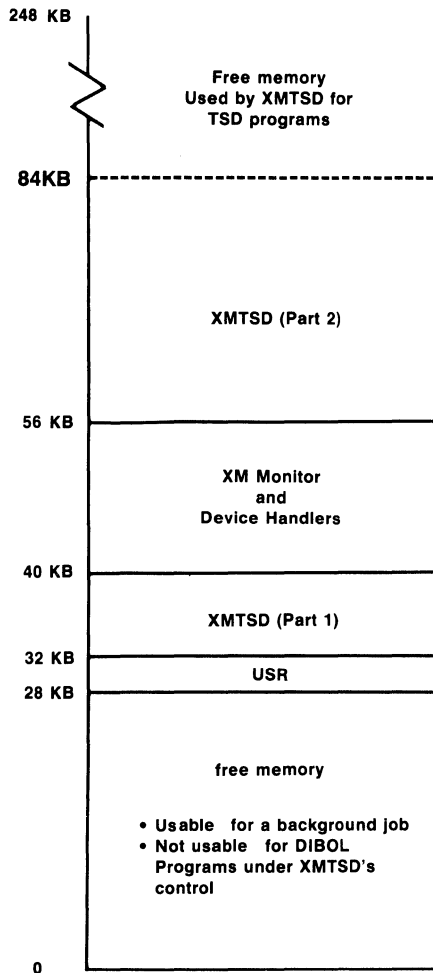 248 KB
Free memory
Used by XMTSD for
TSD programs
84KB
XMTSD (Part 2)
56 KB
XM Monitor
and
Device Handlers
40 KB
XMTSD (Part 1)
32 KB
USR
28 KB
free memory
• Usable for a background job
• Not usable for DIBOL
Programs under XMTSD's
control
0